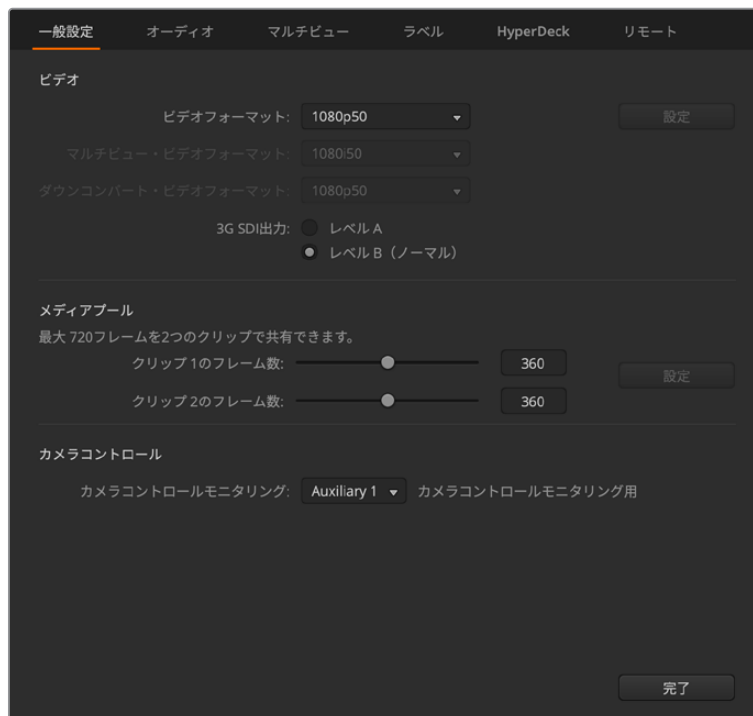 一般設定 オーディオ マルチビュー ラベル HyperDeck リモート
ビデオ
ビデオフォーマット: 1080p50 設定
マルチビュー・ビデオフォーマット: 1080i50
ダウンコンバート・ビデオフォーマット: 1080p50
3G SDI出力: レベル A
レベル B（ノーマル）
メディアプール
最大 720フレームを2つのクリップで共有できます。
クリップ 1のフレーム数: 360
設定
クリップ 2のフレーム数: 360
カメラコントロール
カメラコントロールモニタリング: Auxiliary 1 カメラコントロールモニタリング用
完了